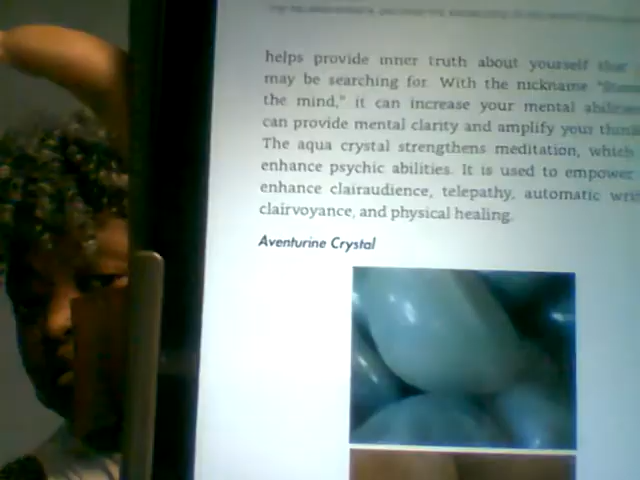 helps provide inner truth about yourself that
may be searching for. With the nickname
the mind," it can increase your mental
can provide mental clarity and amplify your
The aqua crystal strengthens meditation, which
enhance psychic abilities. It is used to empower
enhance clairaudience, telepathy, automatic
clairvoyance, and physical healing.
Aventurine Crystal